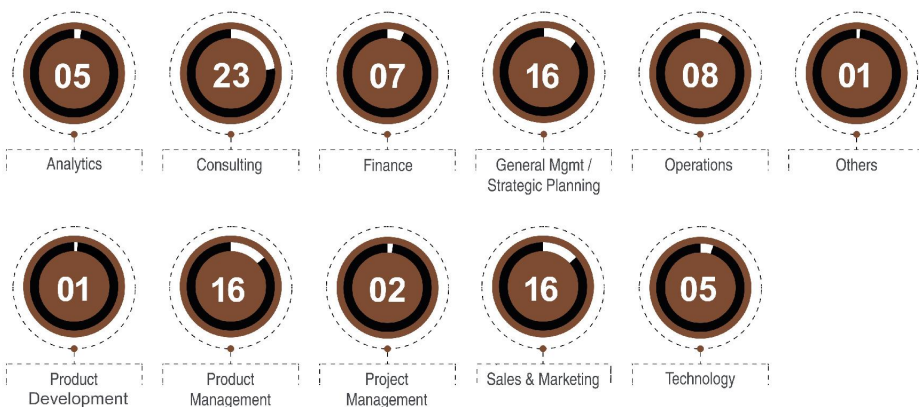 05
23
07
16
08
01
Analytics
Consulting
Finance
General Mgmt /
Strategic Planning
Operations
Others
01
16
02
16
05
Product
Development
Product
Management
Project
Management
Sales & Marketing
Technology